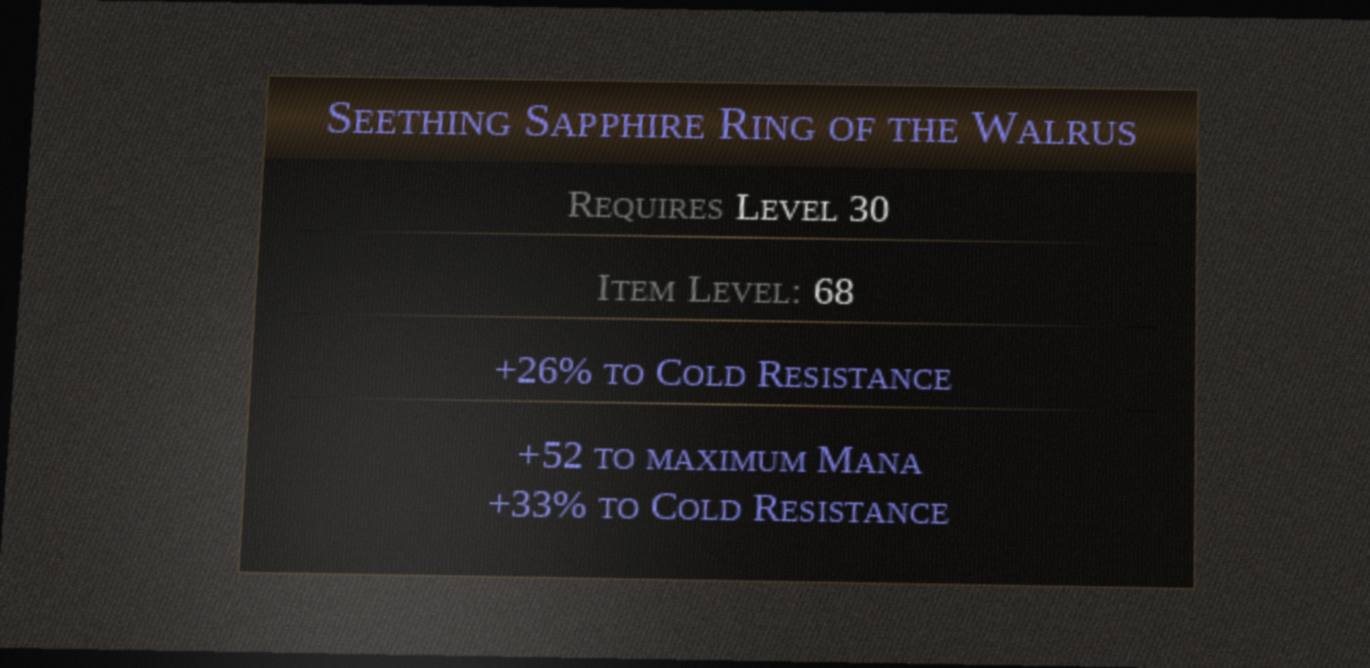 Seething Sapphire Ring of the Walrus
Requires Level 30
Item Level: 68
+26% to Cold Resistance
+52 to maximum Mana
+33% to Cold Resistance